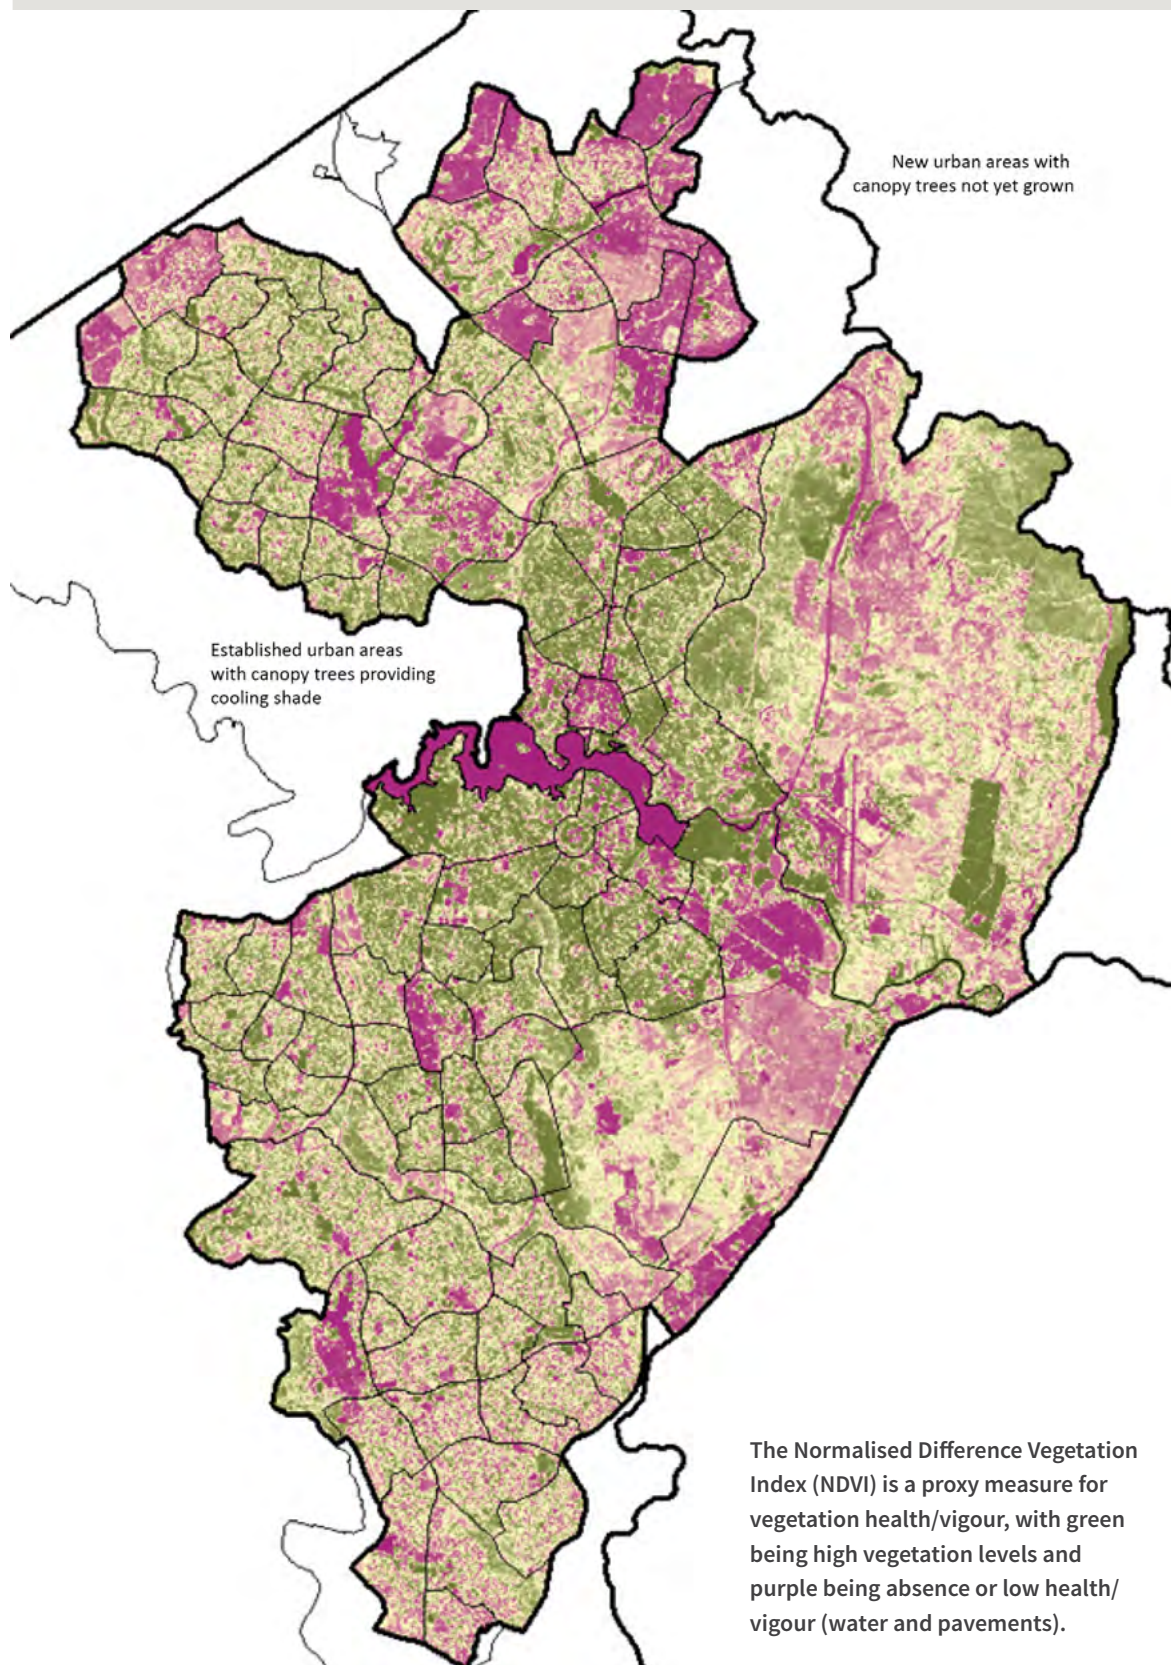 New urban areas with
canopy trees not yet grown
Established urban areas
with canopy trees providing
cooling shade
The Normalised Difference Vegetation
Index (NDVI) is a proxy measure for
vegetation health/vigour, with green
being high vegetation levels and
purple being absence or low health/
vigour (water and pavements).